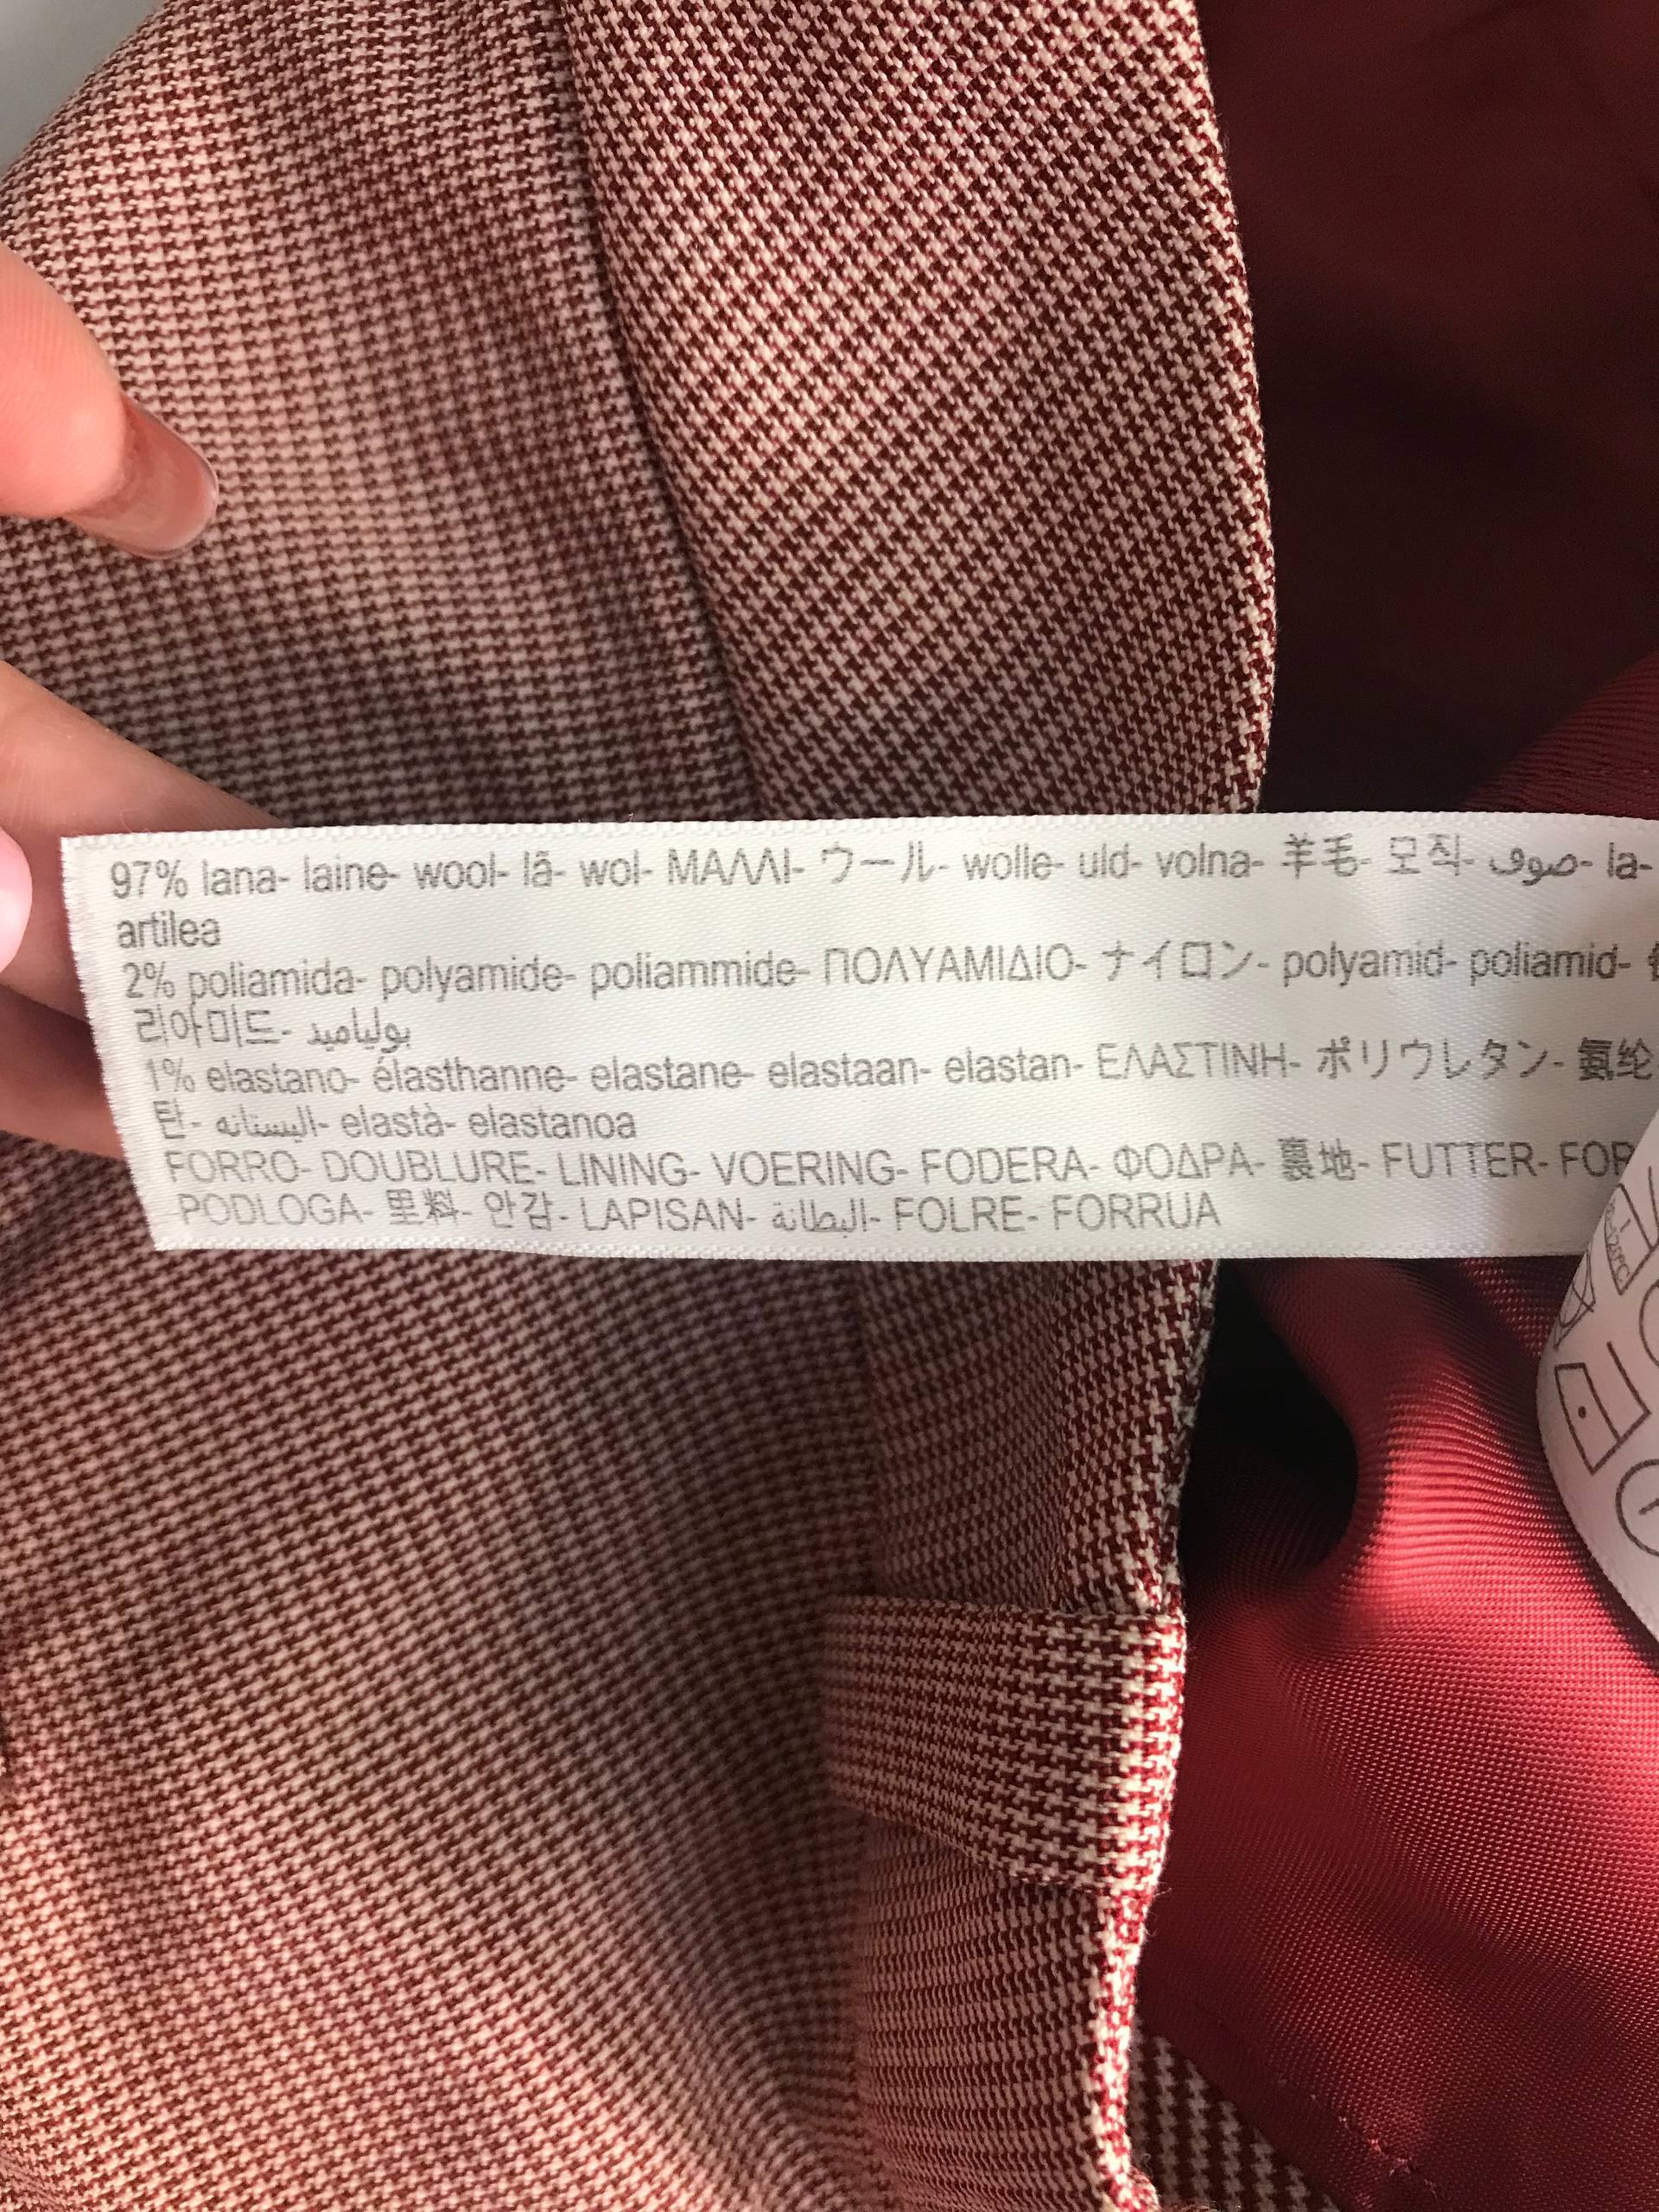 97% lana- laine- wool- lã- wol- ΜΑΛΛΙ- ウール- wolle- uld- volna- 羊毛- 모직- صوف- la-
artilea
2% poliamida- polyamide- poliammide- ΠΟΛΥΑΜΙΔΙΟ- ナイロン- polyamid- poliamid-
리아미드- بوليأميد
1% elastano- élasthanne- elastane- elastaan- elastan- ΕΛΑΣΤΙΝΗ- ポリウレタン- 氨纶
탄- اليستانه- elastà- elastanoa
FORRO- DOUBLURE- LINING- VOERING- FODERA- ΦΟΔΡΑ- 裏地- FUTTER- FOR
PODLOGA- 里料- 안감- LAPISAN- البطانة- FOLRE- FORRUA